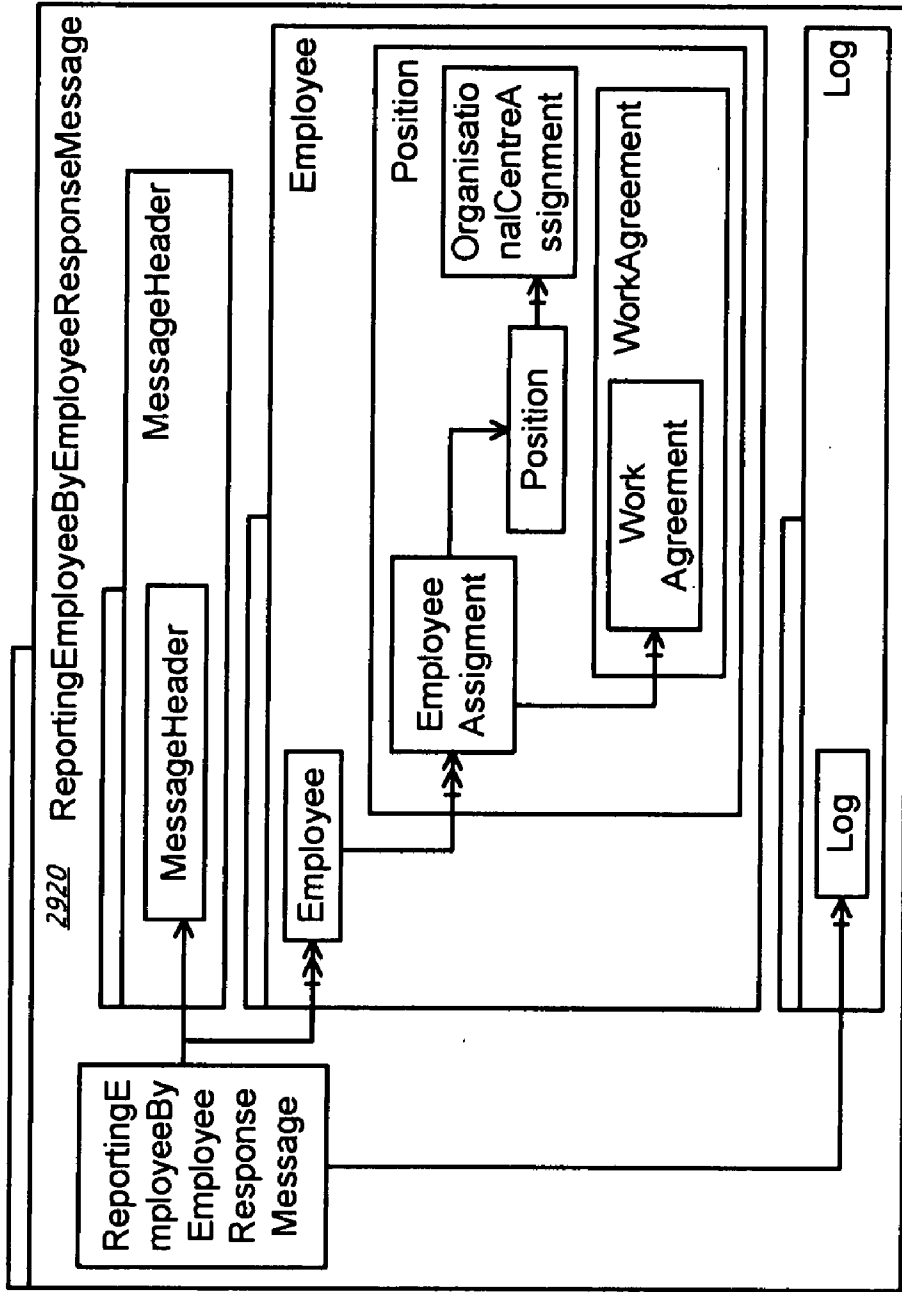 2920 ReportingEmployeeByEmployeeResponseMessage
ReportingE
mployeeBy
Employee
Response
Message
MessageHeader
MessageHeader
Employee
Employee
Position
Employee
Assigment
Position
Organisatio
nalCentreA
ssignment
WorkAgreement
Work
Agreement
Log
Log